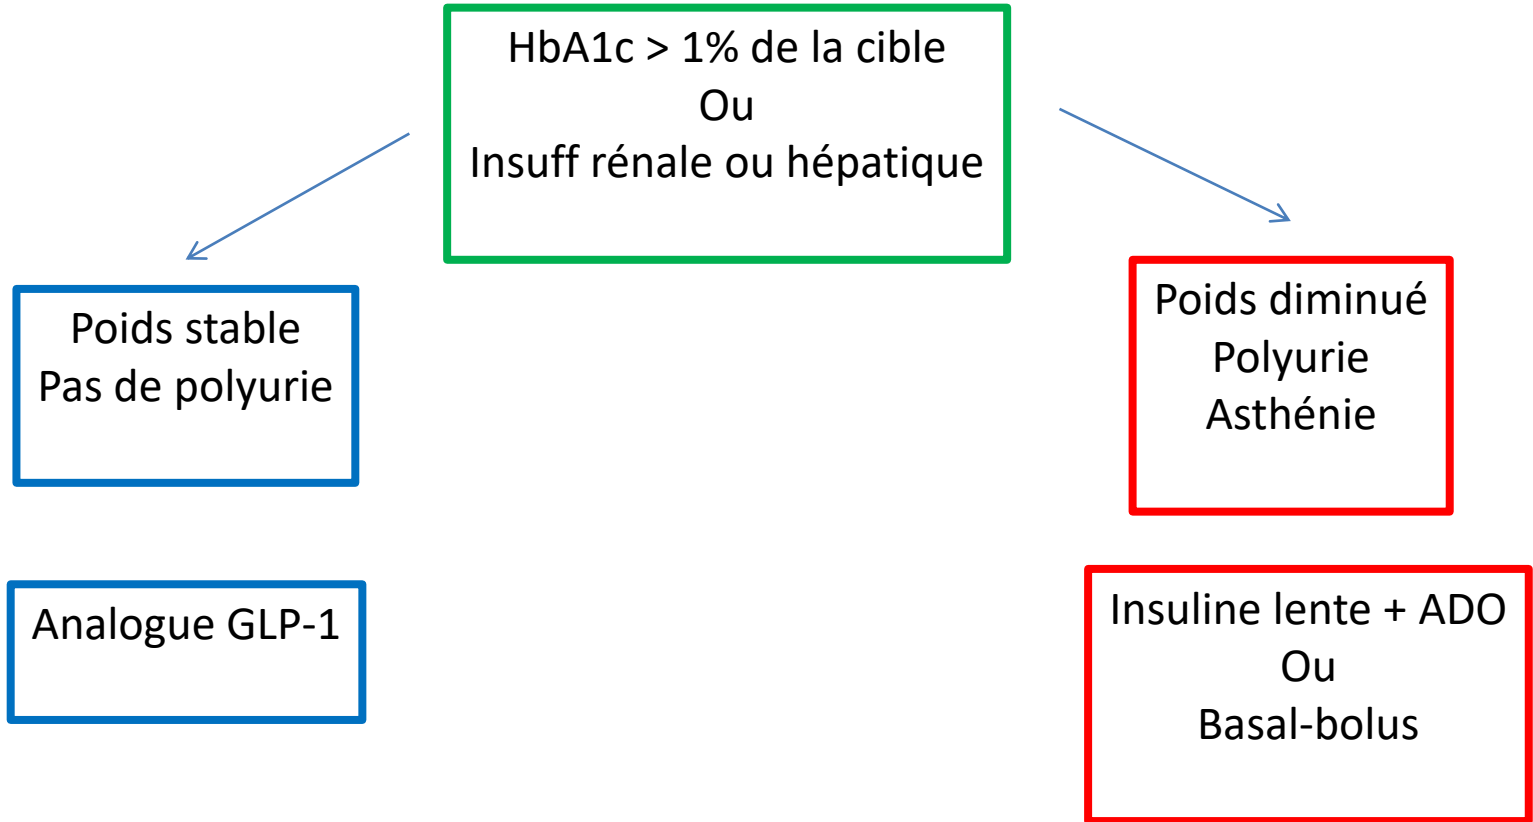 HbA1c > 1% de la cible
Ou
Insuff rénale ou hépatique
Poids stable
Pas de polyurie
Poids diminué
Polyurie
Asthénie
Analogue GLP-1
Insuline lente + ADO
Ou
Basal-bolus